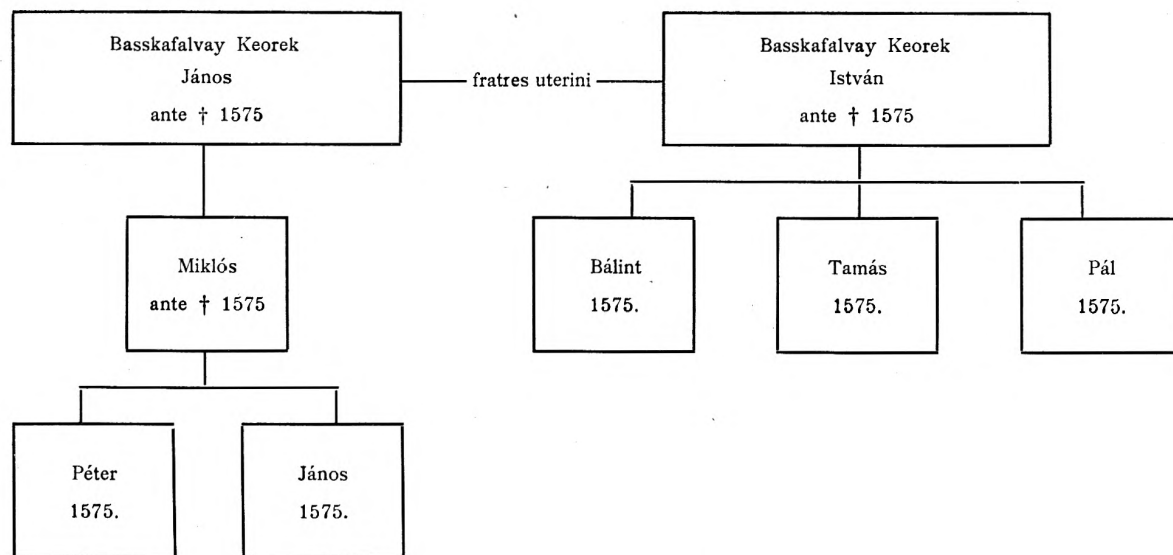 Basskafalvay Keorek
János
ante † 1575
fratres uterini
Basskafalvay Keorek
István
ante † 1575
Miklós
ante † 1575
Bálint
1575.
Tamás
1575.
Pál
1575.
Péter
1575.
János
1575.